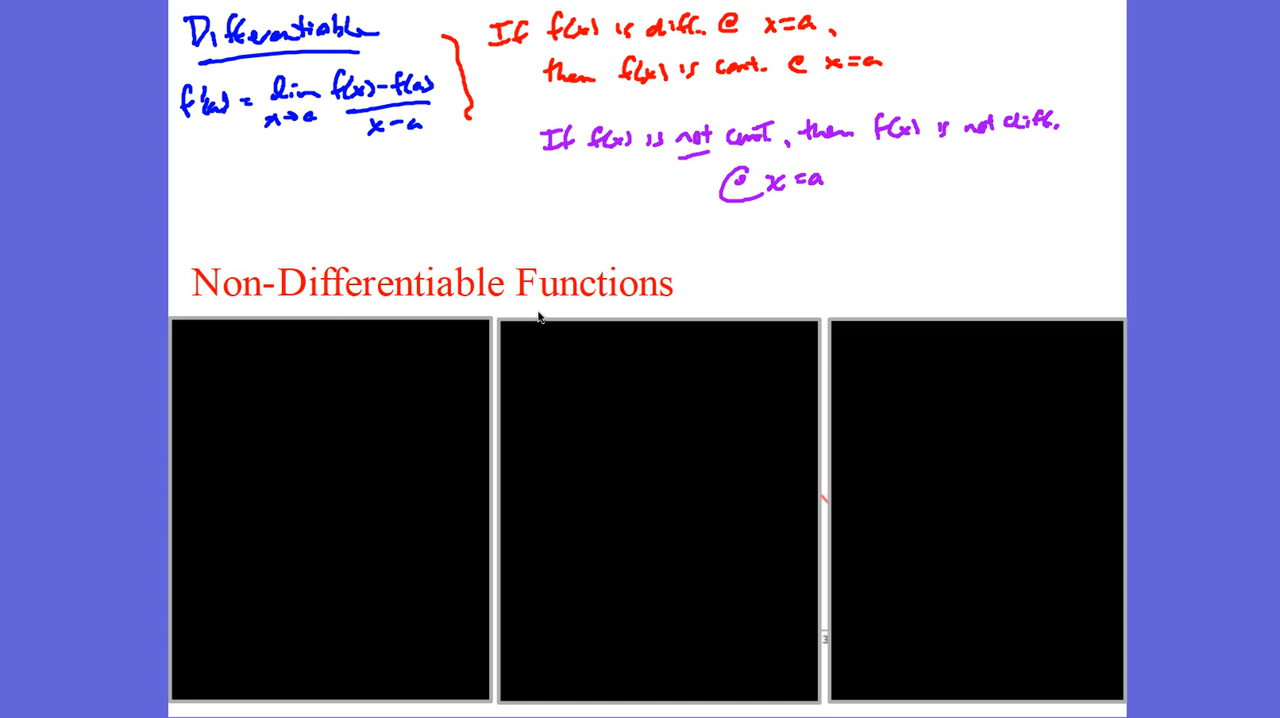 Differentiable
f'(a) = lim x→a f(x)-f(a) / x-a
If f(x) is diff. @ x=a,
then f(x) is cont. @ x=a
If f(x) is not cont, then f(x) is not diff.
@ x=a
Non-Differentiable Functions
3